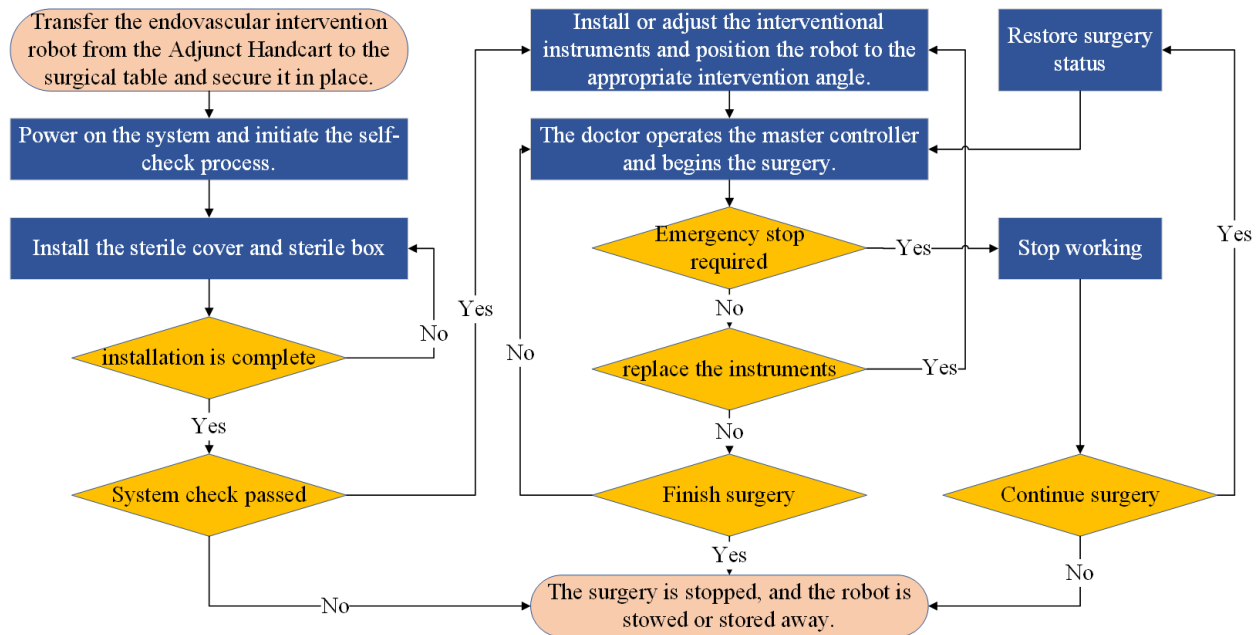 Transfer the endovascular intervention
robot from the Adjunct Handcart to the
surgical table and secure it in place.
Power on the system and initiate the self-
check process.
Install the sterile cover and sterile box
No
installation is complete
Yes
System check passed
Yes
No
Install or adjust the interventional
instruments and position the robot to the
appropriate intervention angle.
The doctor operates the master controller
and begins the surgery.
Emergency stop
required
Yes
No
replace the instruments
Yes
No
No
Finish surgery
Yes
The surgery is stopped, and the robot is
stowed or stored away.
Restore surgery
status
Stop working
Yes
Continue surgery
No